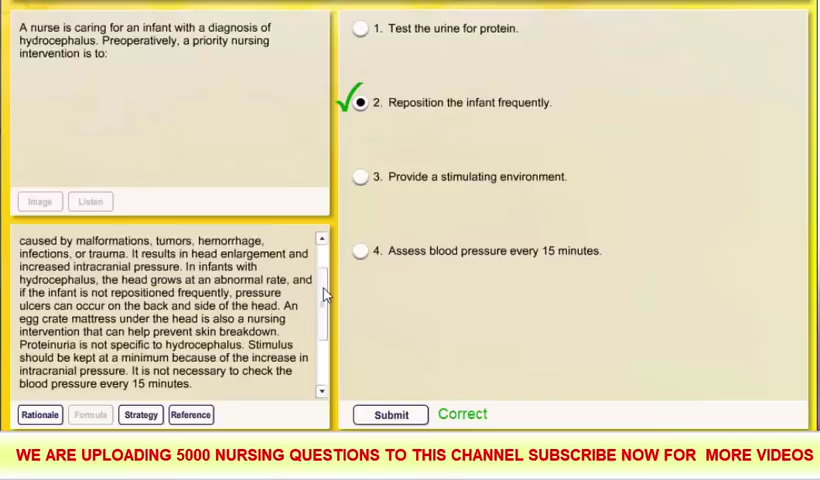 A nurse is caring for an infant with a diagnosis of
hydrocephalus. Preoperatively, a priority nursing
intervention is to:
Image
Listen
caused by malformations, tumors, hemorrhage,
infections, or trauma. It results in head enlargement and
increased intracranial pressure. In infants with
hydrocephalus, the head grows at an abnormal rate, and
if the infant is not repositioned frequently, pressure
ulcers can occur on the back and side of the head. An
egg crate mattress under the head is also a nursing
intervention that can help prevent skin breakdown.
Proteinuria is not specific to hydrocephalus. Stimulus
should be kept at a minimum because of the increase in
intracranial pressure. It is not necessary to check the
blood pressure every 15 minutes.
Rationale
Formula
Strategy
Reference
1. Test the urine for protein.
2. Reposition the infant frequently.
3. Provide a stimulating environment.
4. Assess blood pressure every 15 minutes.
Submit
Correct
WE ARE UPLOADING 5000 NURSING QUESTIONS TO THIS CHANNEL SUBSCRIBE NOW FOR MORE VIDEOS